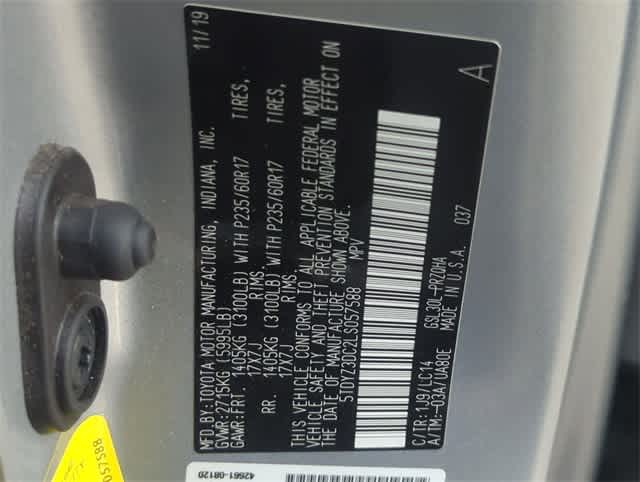 MFD.BY:TOYOTA MOTOR MANUFACTURING, INDIANA, INC. 11/19
GVWR:2715KG (5995LB)
GAWR:FRT. 1405KG (3100LB) WITH P235/60R17 TIRES,
17X7J RIMS.
RR. 1405KG (3100LB) WITH P235/60R17 TIRES,
17X7J RIMS.
THIS VEHICLE CONFORMS TO ALL APPLICABLE FEDERAL MOTOR
VEHICLE SAFETY AND THEFT PREVENTION STANDARDS IN EFFECT ON
THE DATE OF MANUFACTURE SHOWN ABOVE.
5TDYZ3DC2LS057588 MPV
A
C/TR:1J9/LC14 GSL30L-PRZQHA
A/TM:-03A/UA80E MADE IN U.S.A. 037
42661-08120
057588